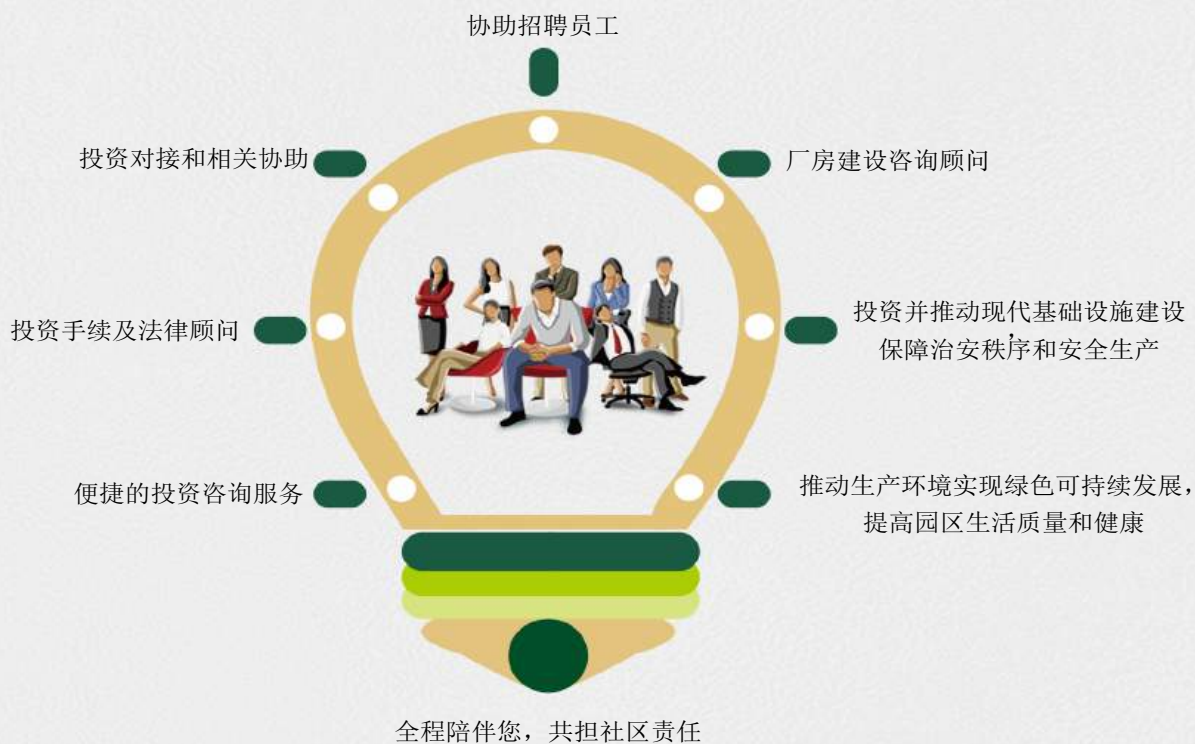 协助招聘员工
投资对接和相关协助
厂房建设咨询顾问
投资手续及法律顾问
投资并推动现代基础设施建设，
保障治安秩序和安全生产
便捷的投资咨询服务
推动生产环境实现绿色可持续发展，
提高园区生活质量和健康
全程陪伴您，共担社区责任